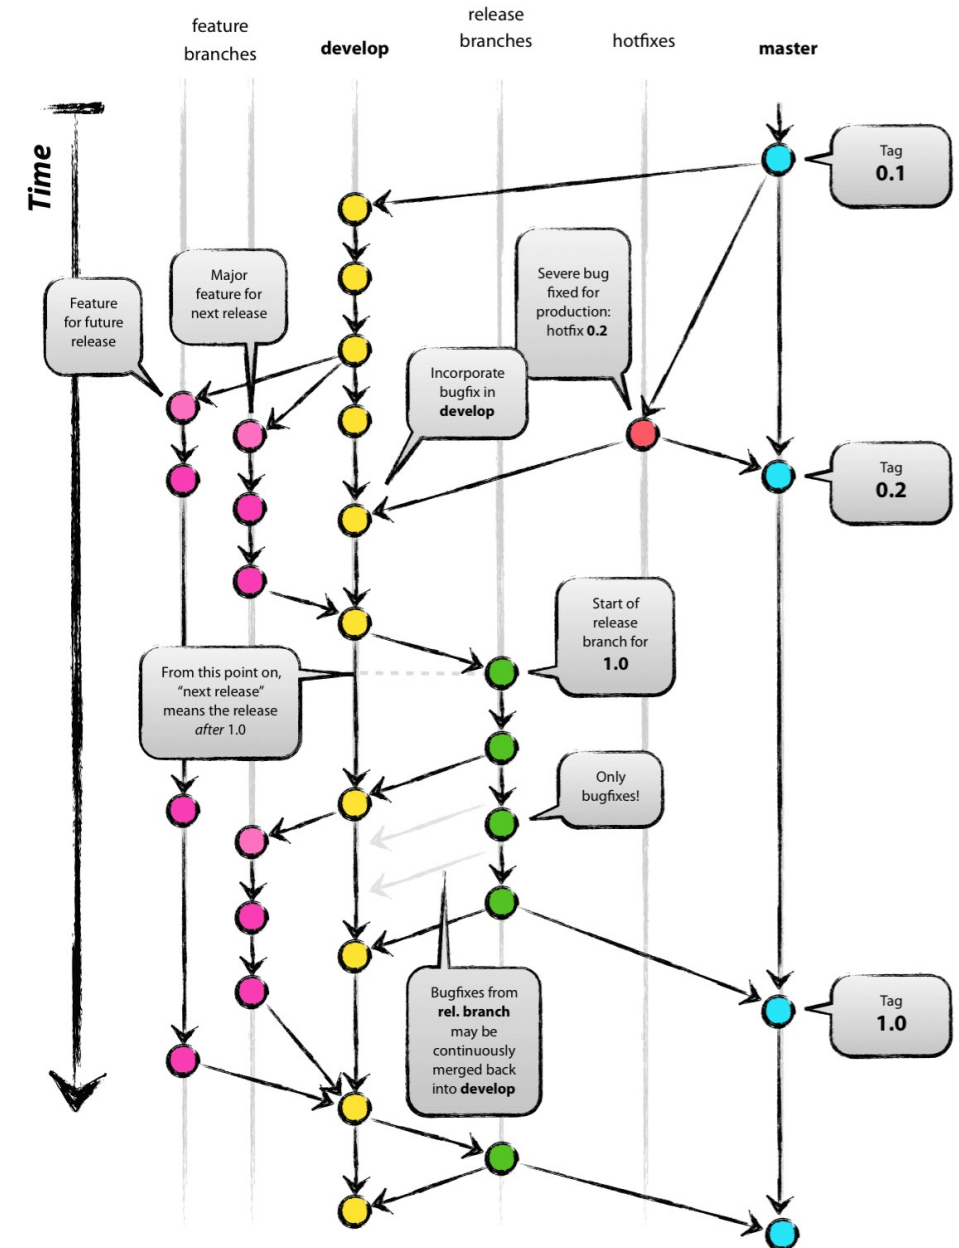 feature
branches
develop
release
branches
hotfixes
master
Time
Tag
0.1
Major
feature for
next release
Feature
for future
release
Severe bug
fixed for
production:
hotfix 0.2
Incorporate
bugfix in
develop
Tag
0.2
Start of
release
branch for
1.0
From this point on,
“next release”
means the release
after 1.0
Only
bugfixes!
Bugfixes from
rel. branch
may be
continuously
merged back
into develop
Tag
1.0